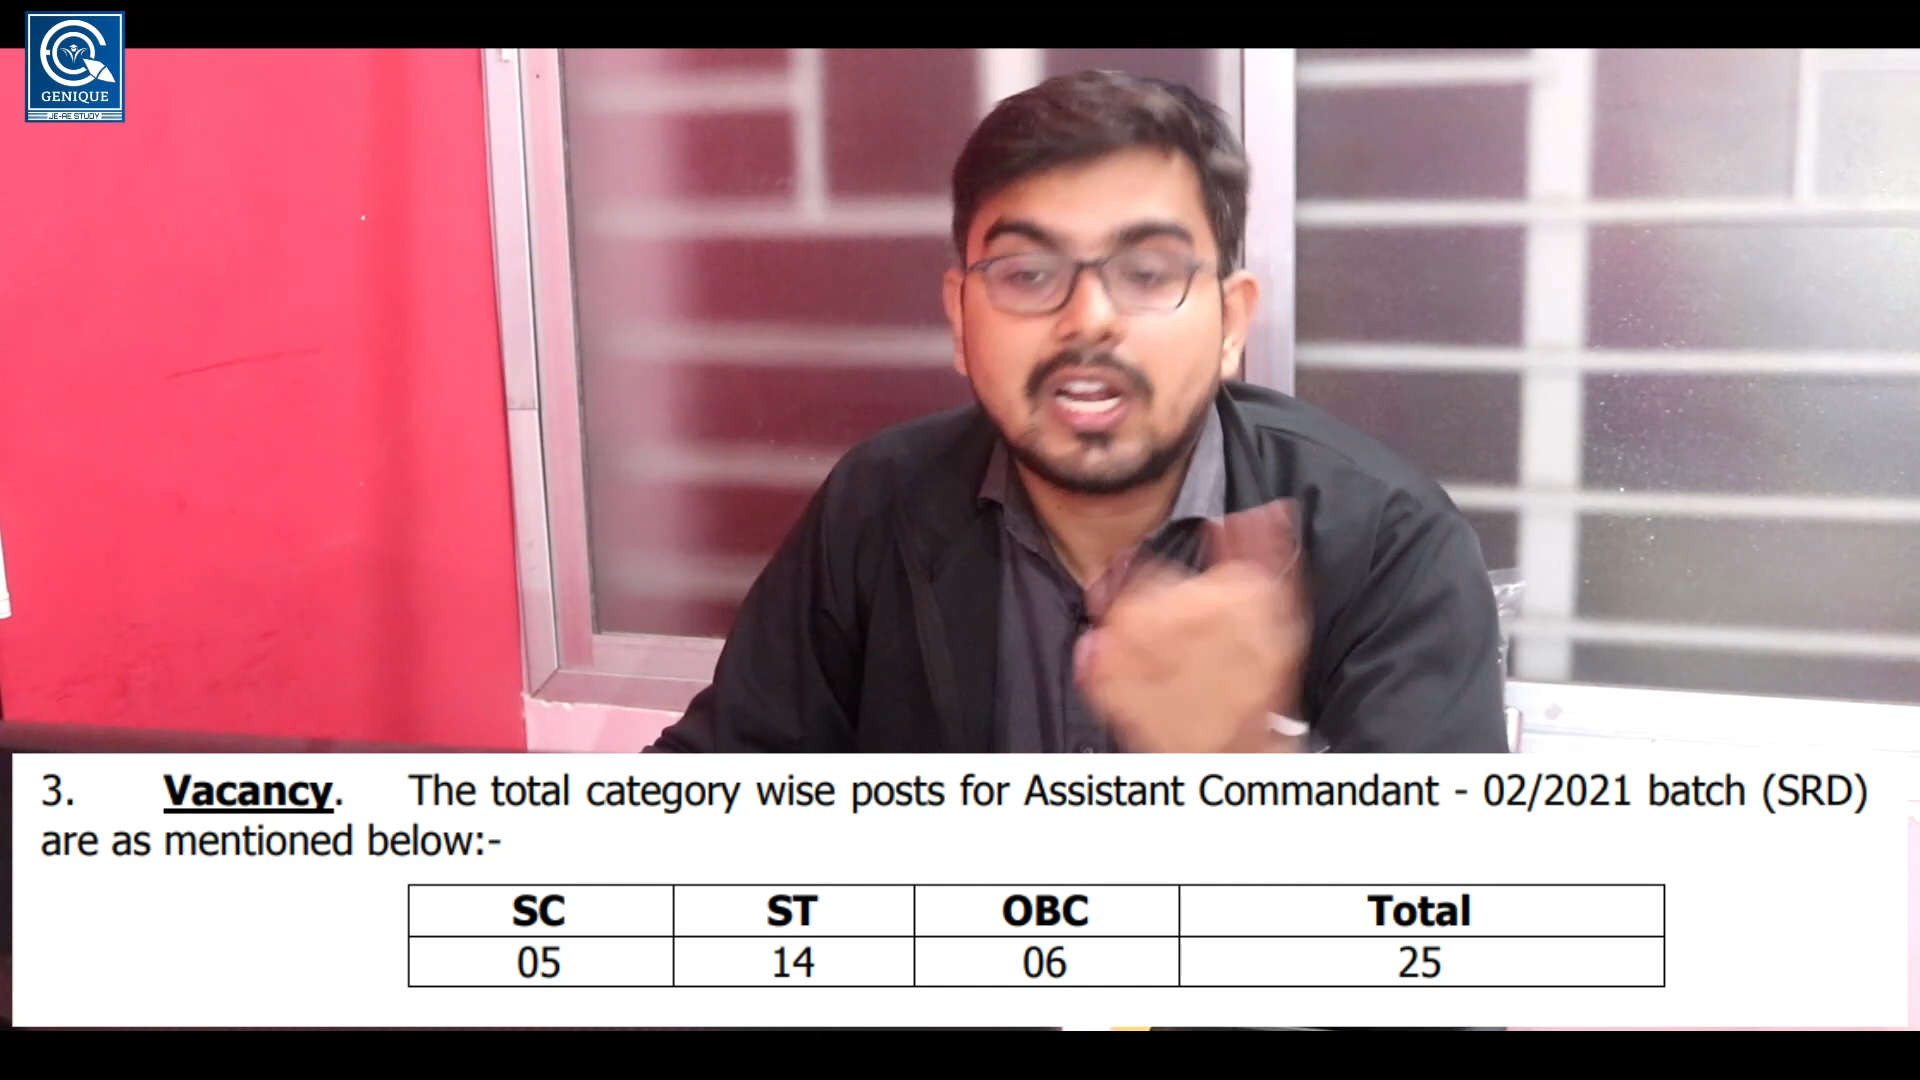 GENIQUE
JE-AE STUDY
3. Vacancy. The total category wise posts for Assistant Commandant - 02/2021 batch (SRD)
are as mentioned below:-
SC ST OBC Total
05 14 06 25